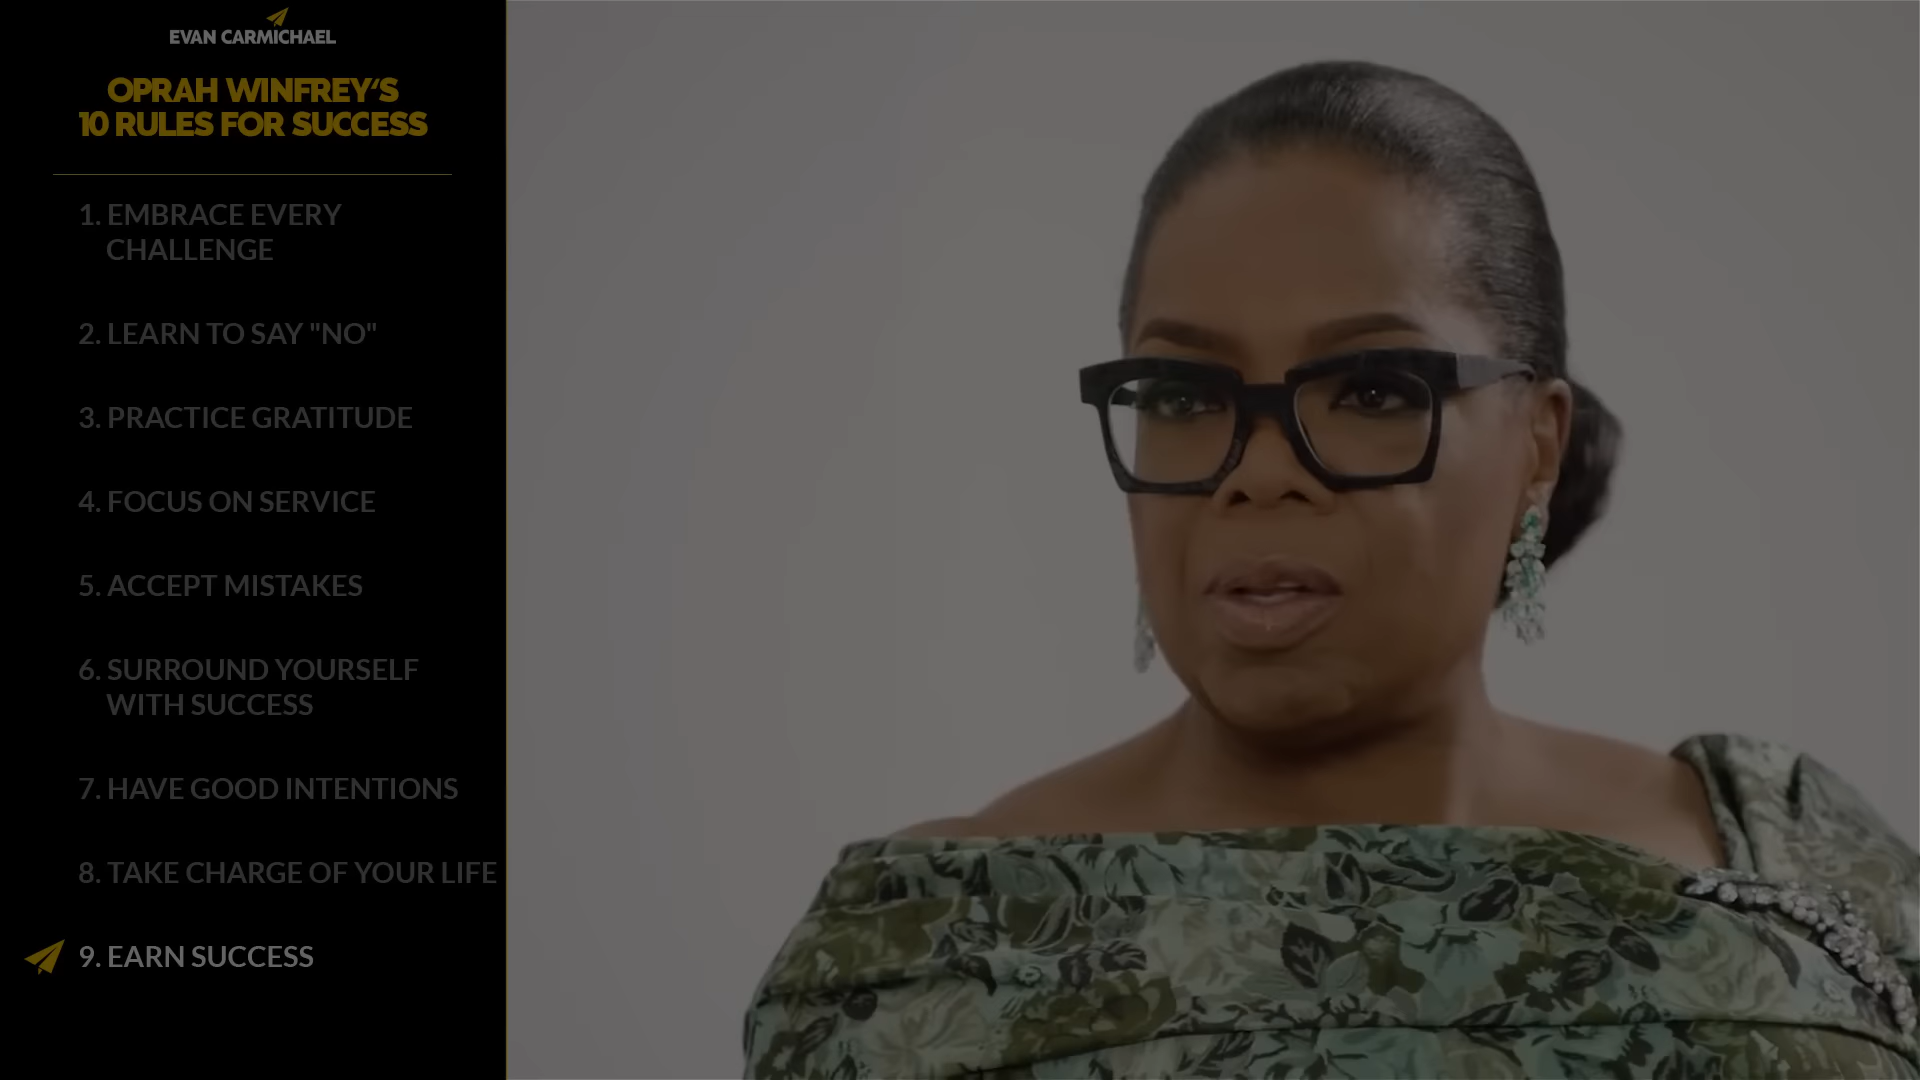 EVAN CARMICHAEL
OPRAH WINFREY'S
10 RULES FOR SUCCESS
1. EMBRACE EVERY
CHALLENGE
2. LEARN TO SAY "NO"
3. PRACTICE GRATITUDE
4. FOCUS ON SERVICE
5. ACCEPT MISTAKES
6. SURROUND YOURSELF
WITH SUCCESS
7. HAVE GOOD INTENTIONS
8. TAKE CHARGE OF YOUR LIFE
9. EARN SUCCESS